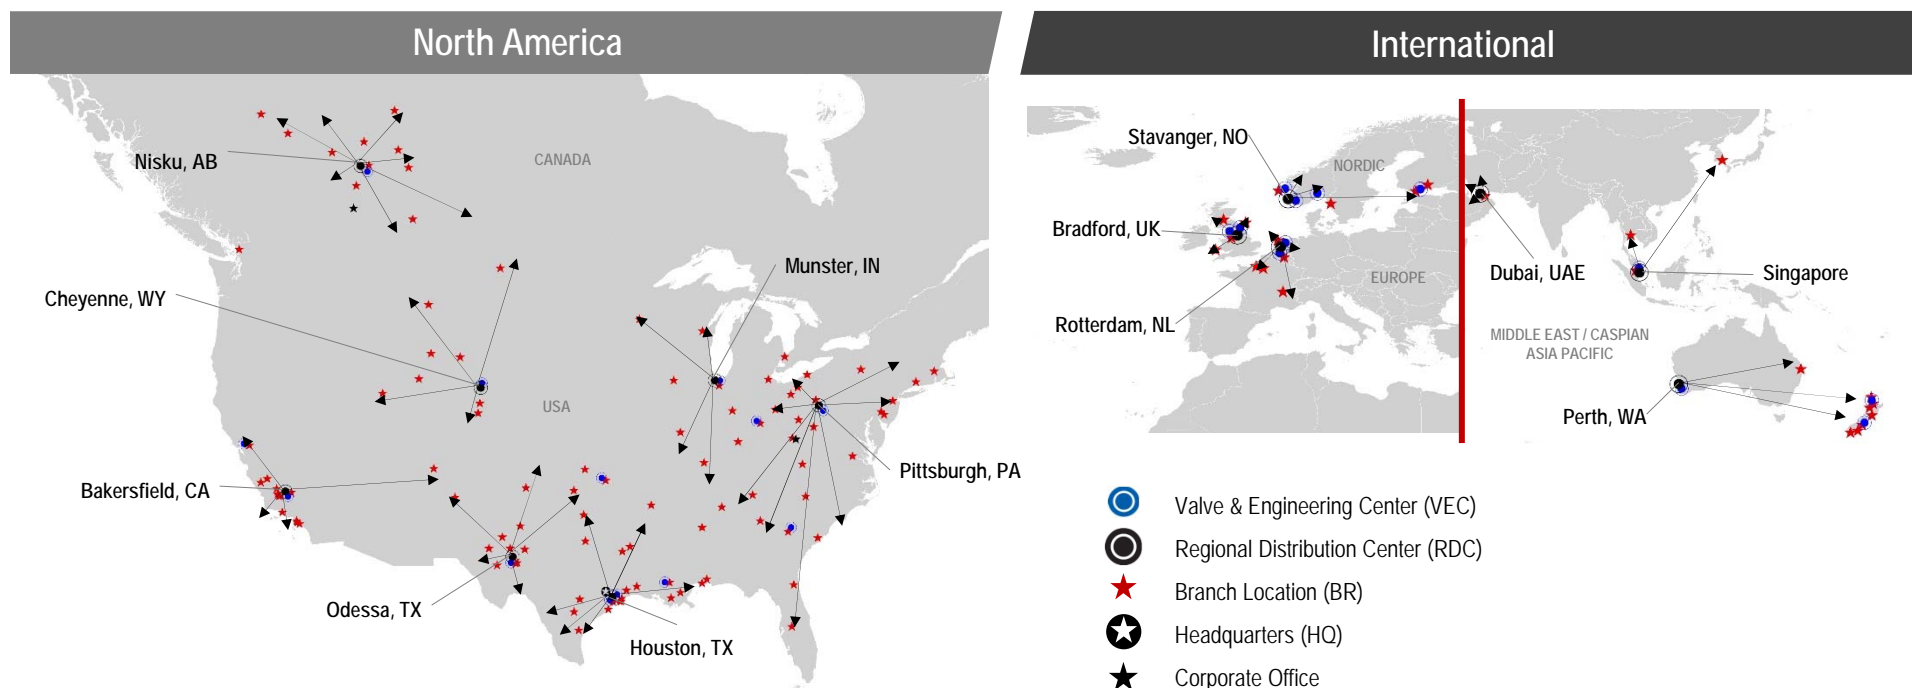 North America
International
Nisku, AB
CANADA
Cheyenne, WY
Munster, IN
USA
Bakersfield, CA
Pittsburgh, PA
Odessa, TX
Houston, TX
Stavanger, NO
NORDIC
Bradford, UK
EUROPE
Rotterdam, NL
Dubai, UAE
Singapore
MIDDLE EAST / CASPIAN
ASIA PACIFIC
Perth, WA
Valve & Engineering Center (VEC)
Regional Distribution Center (RDC)
Branch Location (BR)
Headquarters (HQ)
Corporate Office